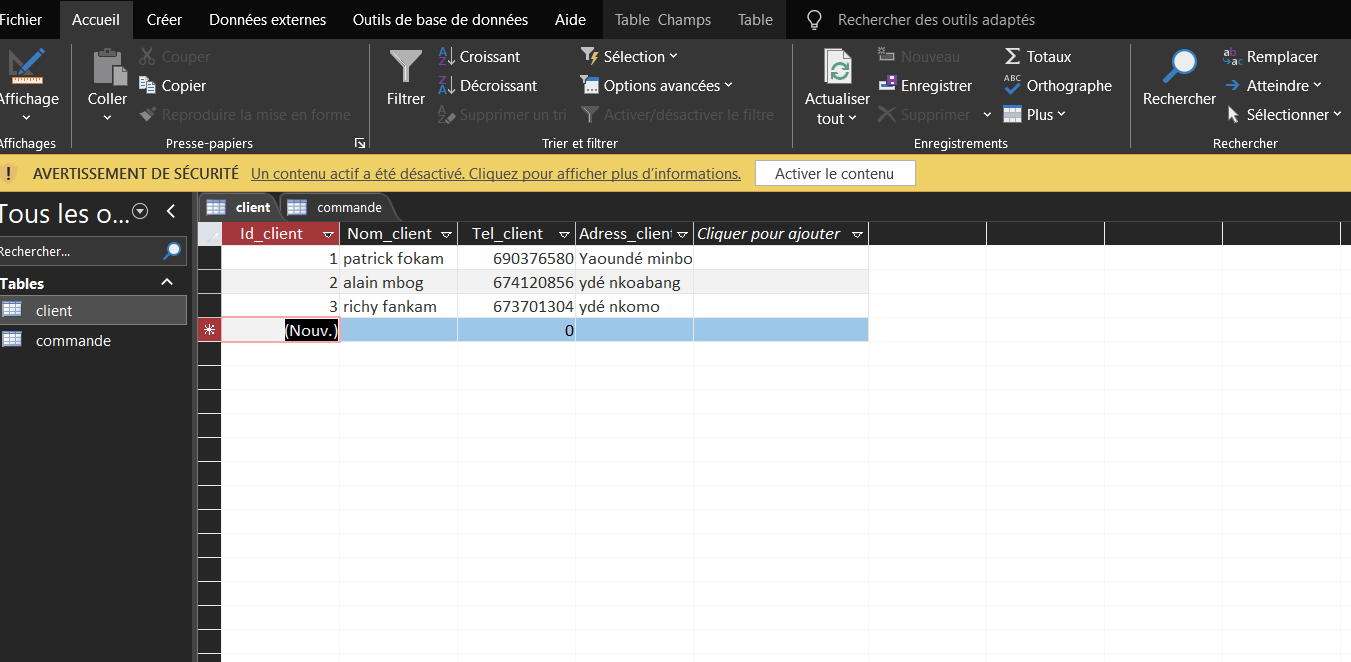 Fichier Accueil Créer Données externes Outils de base de données Aide Table Champs Table Rechercher des outils adaptés
Affichage
Affichages
Coller
Couper
Copier
Reproduire la mise en forme
Presse-papiers
Filtrer
Croissant
Décroissant
Supprimer un tri
Sélection
Options avancées
Activer/désactiver le filtre
Trier et filtrer
Actualiser
tout
Nouveau
Enregistrer
Supprimer
Totaux
Orthographe
Plus
Enregistrements
Rechercher
Remplacer
Atteindre
Sélectionner
Rechercher
AVERTISSEMENT DE SÉCURITÉ Un contenu actif a été désactivé. Cliquez pour afficher plus d’informations. Activer le contenu
Tous les o...
Rechercher...
Tables
client
commande
client commande
Id_client Nom_client Tel_client Adress_client Cliquer pour ajouter
1 patrick fokam 690376580 Yaoundé minbo
2 alain mbog 674120856 ydé nkoabang
3 richy fankam 673701304 ydé nkomo
(Nouv.) 0